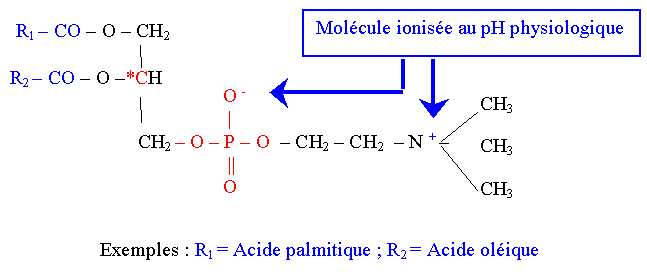 R1 – CO – O – CH2
Molécule ionisée au pH physiologique
R2 – CO – O – *CH
O -
CH3
CH2 – O – P – O – CH2 – CH2 – N + – CH3
O
CH3
Exemples : R1 = Acide palmitique ; R2 = Acide oléique